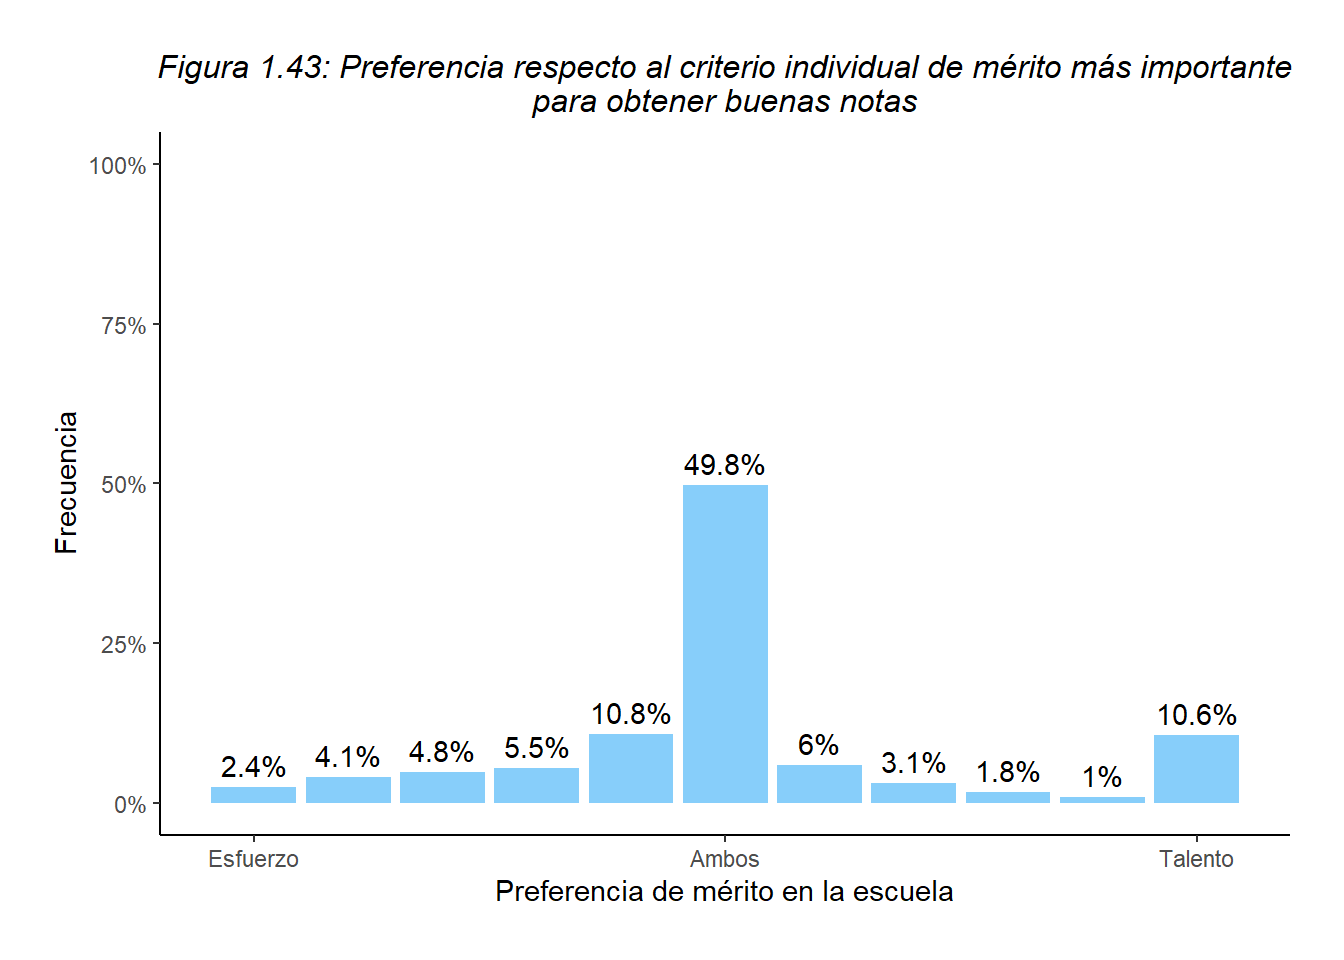 Figura 1.43: Preferencia respecto al criterio individual de mérito más importante
para obtener buenas notas
100%
75%
50%
25%
0%
Frecuencia
2.4%
4.1%
4.8%
5.5%
10.8%
49.8%
6%
3.1%
1.8%
1%
10.6%
Esfuerzo
Ambos
Talento
Preferencia de mérito en la escuela